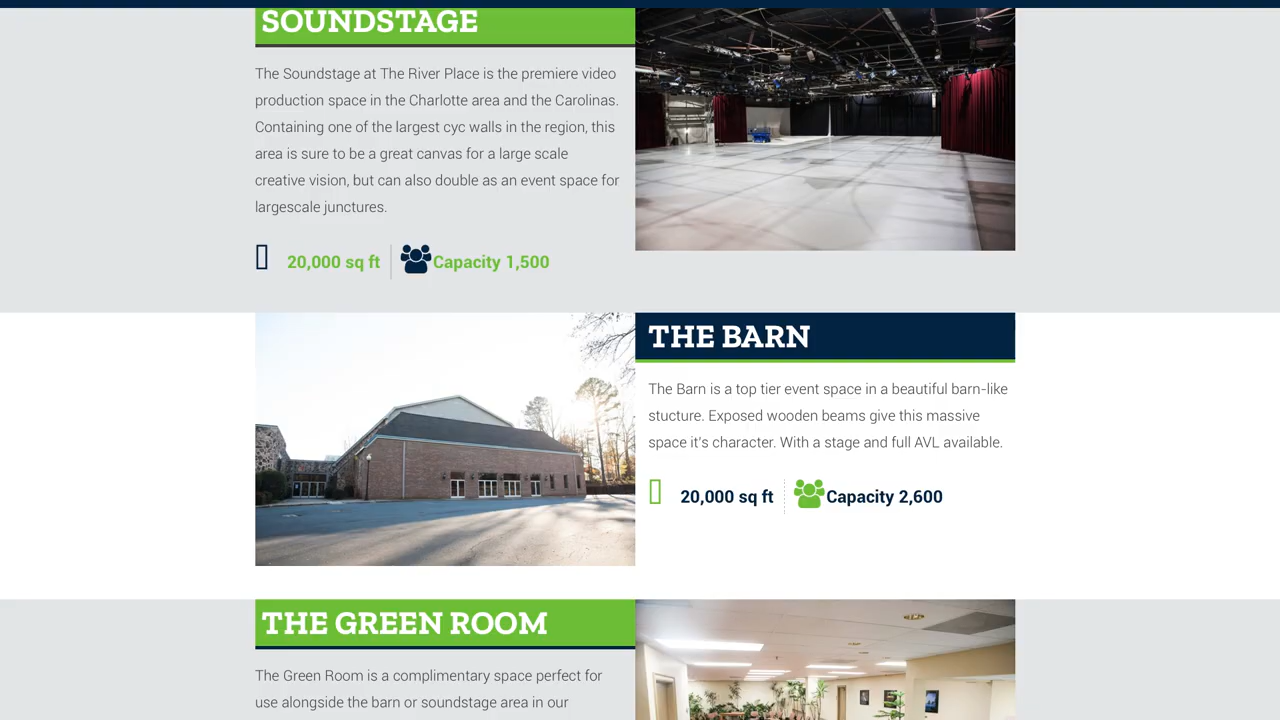 SOUNDSTAGE
The Soundstage at The River Place is the premiere video
production space in the Charlotte area and the Carolinas.
Containing one of the largest cyc walls in the region, this
area is sure to be a great canvas for a large scale
creative vision, but can also double as an event space for
largescale junctures.
20,000 sq ft
Capacity 1,500
THE BARN
The Barn is a top tier event space in a beautiful barn-like
stucture. Exposed wooden beams give this massive
space it's character. With a stage and full AVL available.
20,000 sq ft
Capacity 2,600
THE GREEN ROOM
The Green Room is a complimentary space perfect for
use alongside the barn or soundstage area in our